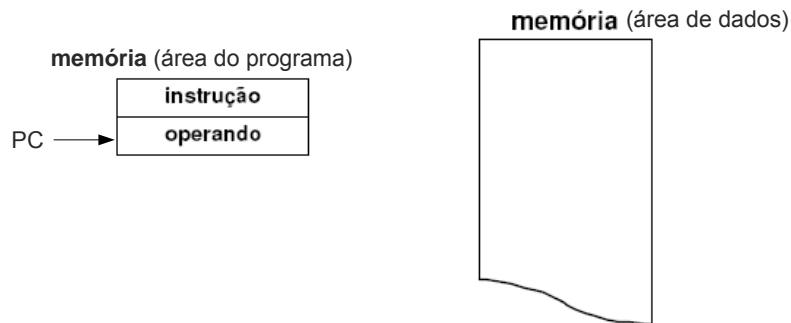 memória (área do programa)
instrução
PC
operando
memória (área de dados)